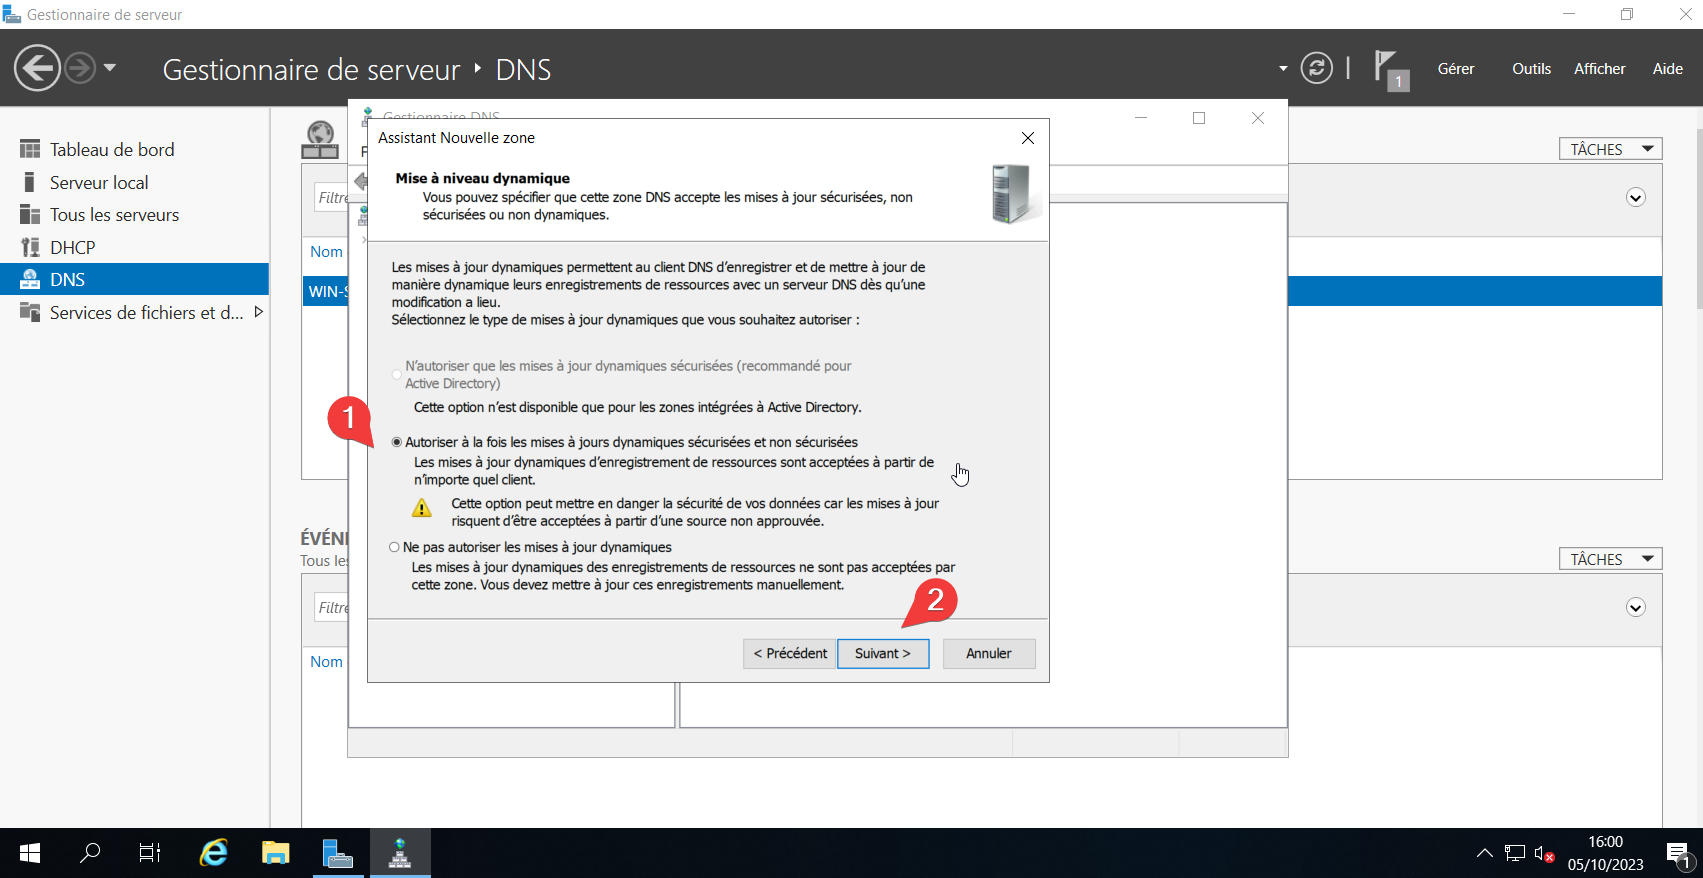 Gestionnaire de serveur
Gestionnaire de serveur ‣ DNS
1
Gérer
Outils
Afficher
Aide
Tableau de bord
Serveur local
Tous les serveurs
DHCP
DNS
Services de fichiers et d...
TÂCHES
Filtre
Nom
WIN-S
Gestionnaire DNS
Assistant Nouvelle zone
Mise à niveau dynamique
Vous pouvez spécifier que cette zone DNS accepte les mises à jour sécurisées, non
sécurisées ou non dynamiques.
Les mises à jour dynamiques permettent au client DNS d'enregistrer et de mettre à jour de
manière dynamique leurs enregistrements de ressources avec un serveur DNS dès qu'une
modification a lieu.
Sélectionnez le type de mises à jour dynamiques que vous souhaitez autoriser :
N'autoriser que les mises à jour dynamiques sécurisées (recommandé pour
Active Directory)
Cette option n'est disponible que pour les zones intégrées à Active Directory.
1
Autoriser à la fois les mises à jours dynamiques sécurisées et non sécurisées
Les mises à jour dynamiques d'enregistrement de ressources sont acceptées à partir de
n'importe quel client.
Cette option peut mettre en danger la sécurité de vos données car les mises à jour
risquent d'être acceptées à partir d'une source non approuvée.
Ne pas autoriser les mises à jour dynamiques
Les mises à jour dynamiques des enregistrements de ressources ne sont pas acceptées par
cette zone. Vous devez mettre à jour ces enregistrements manuellement.
2
< Précédent
Suivant >
Annuler
ÉVÉN
Tous les
TÂCHES
Filtre
Nom
16:00
05/10/2023
1